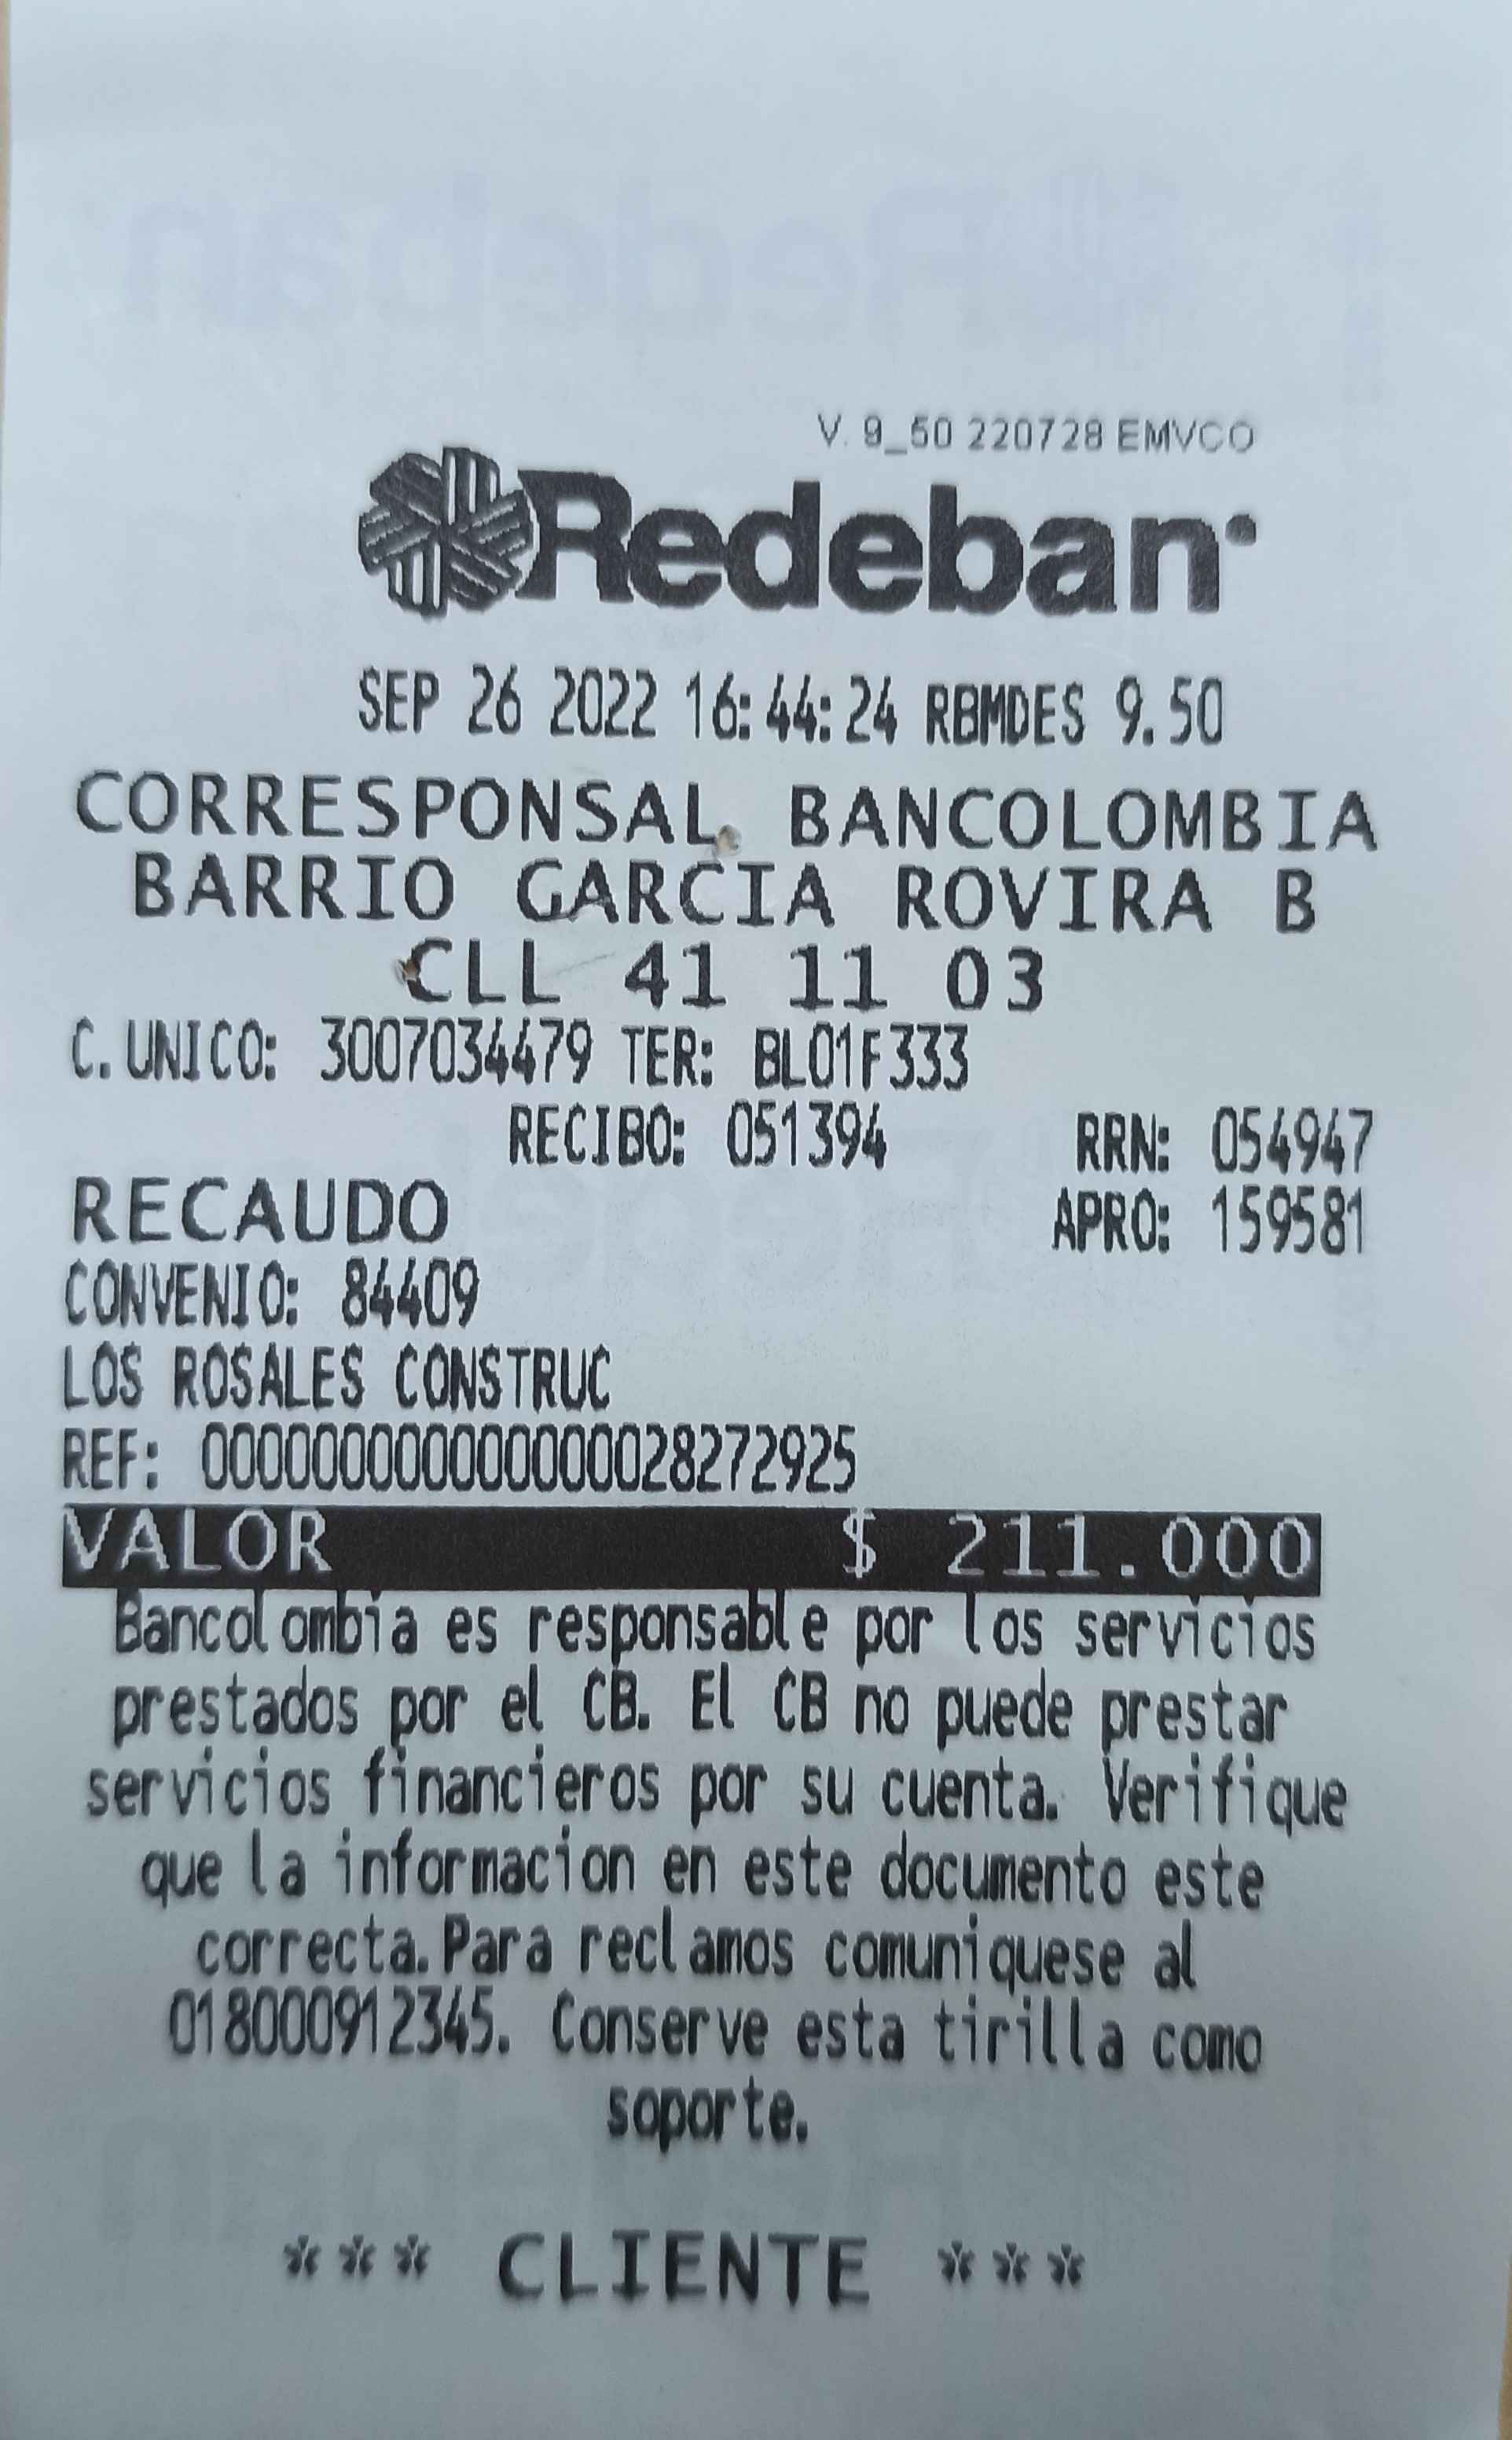 V. 9_50 220728 EMVCO
Redeban
SEP 26 2022 16:44:24 RBMDES 9.50
CORRESPONSAL BANCOLOMBIA
BARRIO GARCIA ROVIRA B
CLL 41 11 03
C.UNICO: 3007034479 TER: BL01F333
RECIBO: 051394 RRN: 054947
RECAUDO APRO: 159581
CONVENIO: 84409
LOS ROSALES CONSTRUC
REF: 0000000000000000028272925
VALOR $ 211.000
Bancolombia es responsable por los servicios
prestados por el CB. El CB no puede prestar
servicios financieros por su cuenta. Verifique
que la informacion en este documento este
correcta.Para reclamos comuniquese al
018000912345. Conserve esta tirilla como
soporte.
*** CLIENTE ***